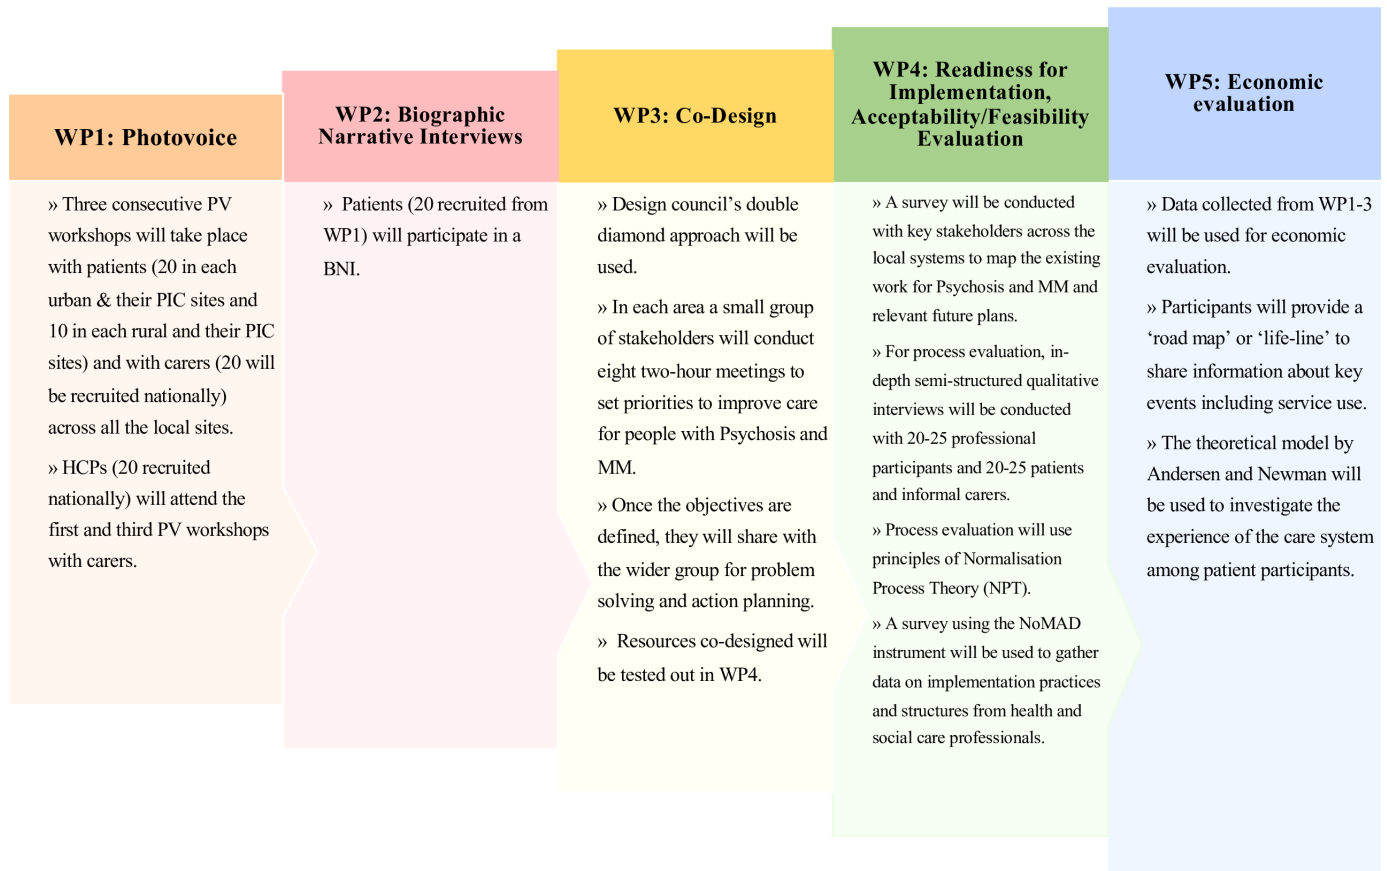 WP1: Photovoice
» Three consecutive PV
workshops will take place
with patients (20 in each
urban & their PIC sites and
10 in each rural and their PIC
sites) and with carers (20 will
be recruited nationally)
across all the local sites.
» HCPs (20 recruited
nationally) will attend the
first and third PV workshops
with carers.
WP2: Biographic
Narrative Interviews
» Patients (20 recruited from
WP1) will participate in a
BNI.
WP3: Co-Design
» Design council’s double
diamond approach will be
used.
» In each area a small group
of stakeholders will conduct
eight two-hour meetings to
set priorities to improve care
for people with Psychosis and
MM.
» Once the objectives are
defined, they will share with
the wider group for problem
solving and action planning.
» Resources co-designed will
be tested out in WP4.
WP4: Readiness for
Implementation,
Acceptability/Feasibility
Evaluation
» A survey will be conducted
with key stakeholders across the
local systems to map the existing
work for Psychosis and MM and
relevant future plans.
» For process evaluation, in-
depth semi-structured qualitative
interviews will be conducted
with 20-25 professional
participants and 20-25 patients
and informal carers.
» Process evaluation will use
principles of Normalisation
Process Theory (NPT).
» A survey using the NoMAD
instrument will be used to gather
data on implementation practices
and structures from health and
social care professionals.
WP5: Economic
evaluation
» Data collected from WP1-3
will be used for economic
evaluation.
» Participants will provide a
‘road map’ or ‘life-line’ to
share information about key
events including service use.
» The theoretical model by
Andersen and Newman will
be used to investigate the
experience of the care system
among patient participants.